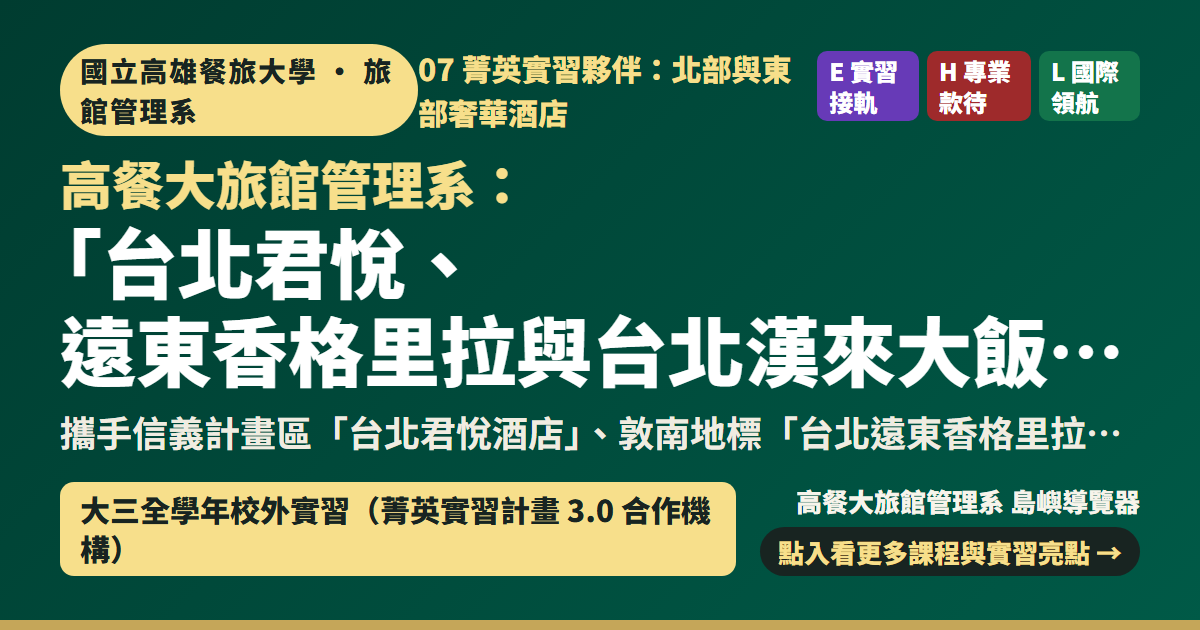 國立高雄餐旅大學 · 旅
館管理系
07 菁英實習夥伴：北部與東
部奢華酒店
E 實習
接軌
H 專業
款待
L 國際
領航
高餐大旅館管理系：
「台北君悅、
遠東香格里拉與台北漢來大飯…
攜手信義計畫區「台北君悅酒店」、敦南地標「台北遠東香格里拉…
大三全學年校外實習（菁英實習計畫 3.0 合作機
構）
高餐大旅館管理系 島嶼導覽器
點入看更多課程與實習亮點 →